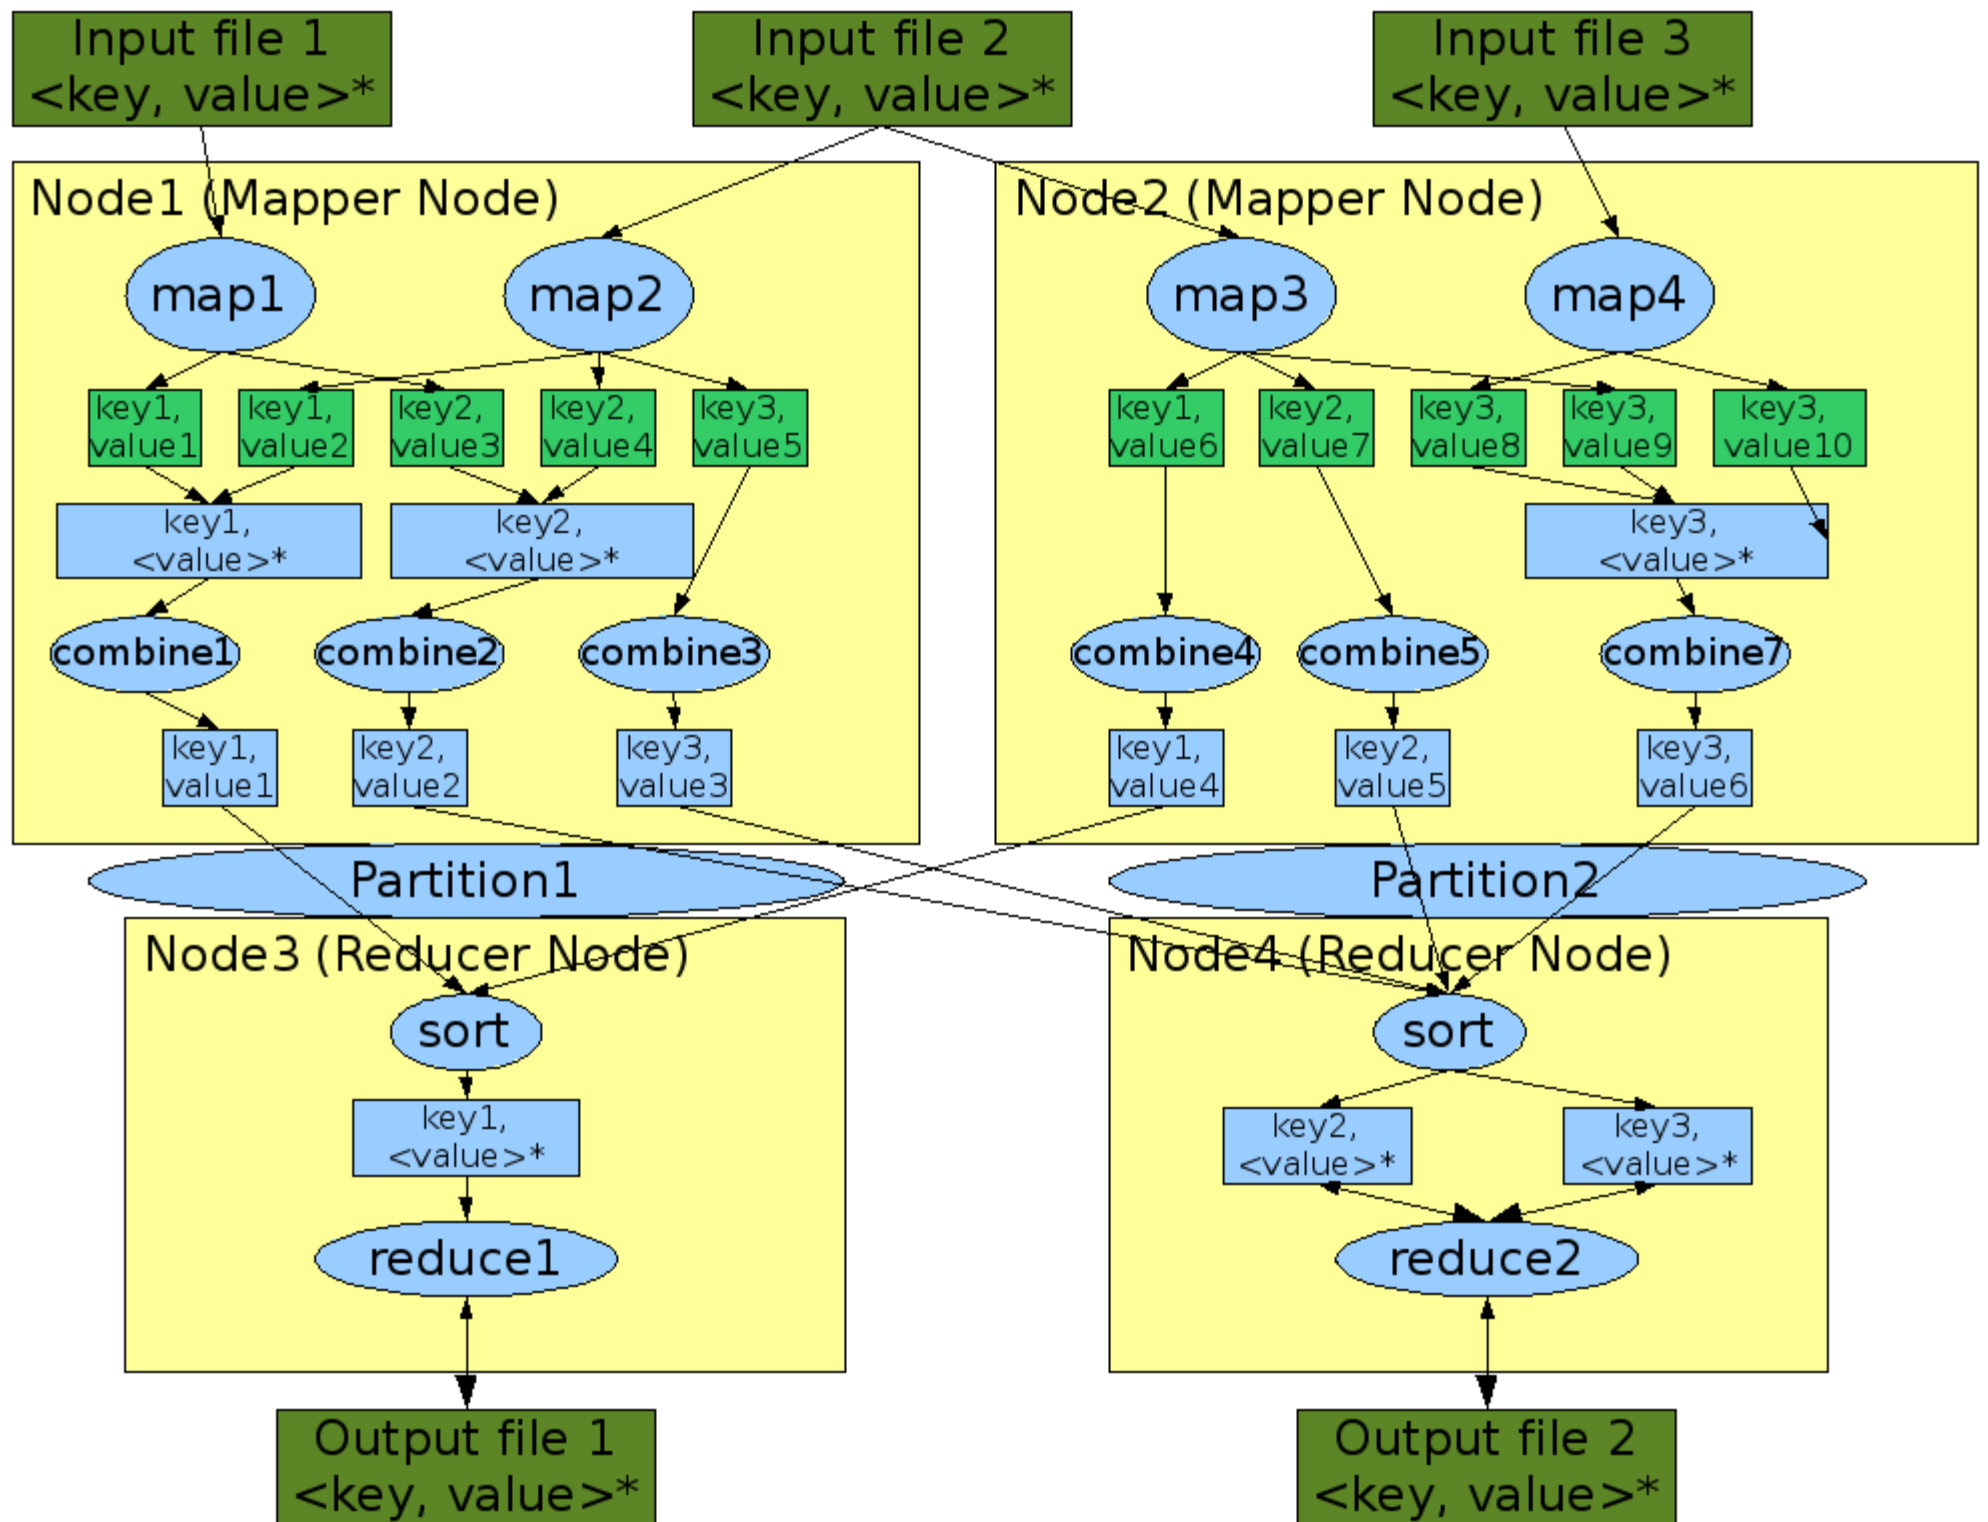 Input file 1
<key, value>*
Input file 2
<key, value>*
Input file 3
<key, value>*
Node1 (Mapper Node)
map1
map2
key1,
value1
key1,
value2
key2,
value3
key2,
value4
key3,
value5
key1,
<value>*
key2,
<value>*
combine1
combine2
combine3
key1,
value1
key2,
value2
key3,
value3
Node2 (Mapper Node)
map3
map4
key1,
value6
key2,
value7
key3,
value8
key3,
value9
key3,
value10
key3,
<value>*
combine4
combine5
combine7
key1,
value4
key2,
value5
key3,
value6
Partition1
Partition2
Node3 (Reducer Node)
sort
key1,
<value>*
reduce1
Node4 (Reducer Node)
sort
key2,
<value>*
key3,
<value>*
reduce2
Output file 1
<key, value>*
Output file 2
<key, value>*